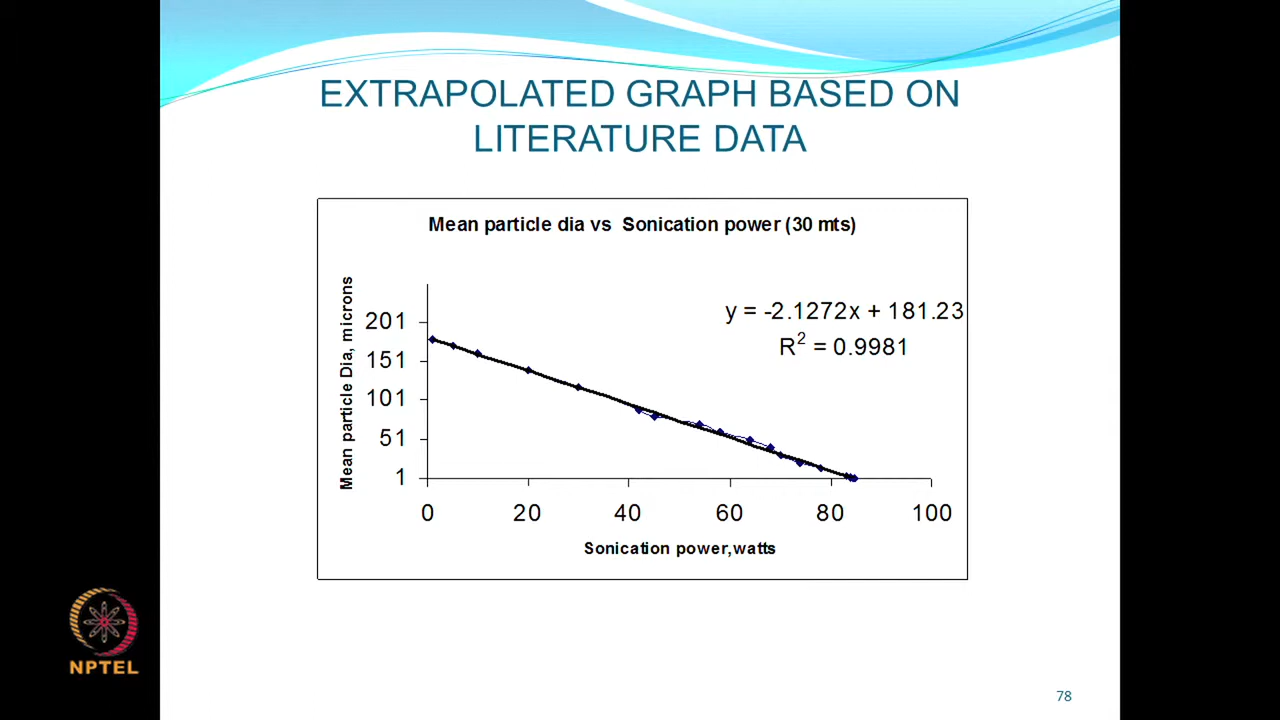 EXTRAPOLATED GRAPH BASED ON
LITERATURE DATA
Mean particle dia vs Sonication power (30 mts)
y = -2.1272x + 181.23
R² = 0.9981
Mean particle Dia, microns
201
151
101
51
1
0 20 40 60 80 100
Sonication power,watts
NPTEL
78